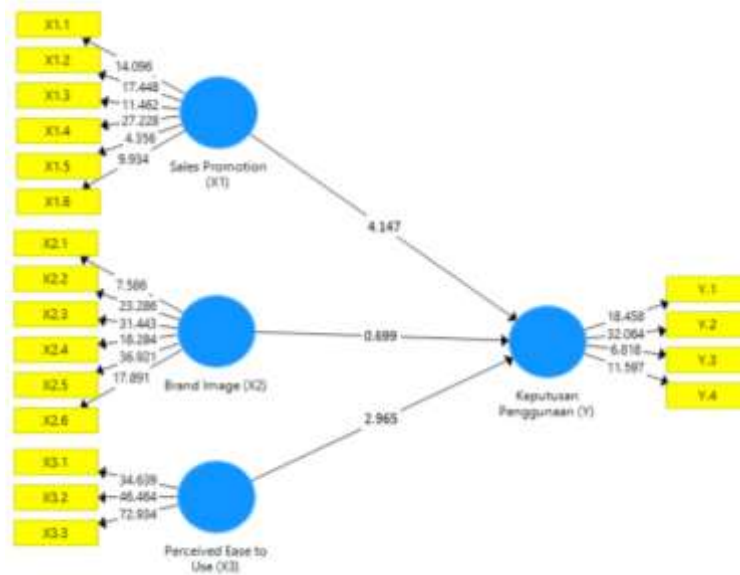 X1.1
X1.2
X1.3
X1.4
X1.5
X1.6
14.096
17.448
11.462
27.228
4.356
9.934
Sales Promotion
(X1)
4.147
X2.1
X2.2
X2.3
X2.4
X2.5
X2.6
7.586
23.286
31.443
16.284
36.921
17.891
Brand Image (X2)
0.699
X3.1
X3.2
X3.3
34.639
46.464
72.934
Perceived Ease to
Use (X3)
2.965
Keputusan
Penggunaan (Y)
18.458
32.064
6.818
11.597
Y.1
Y.2
Y.3
Y.4